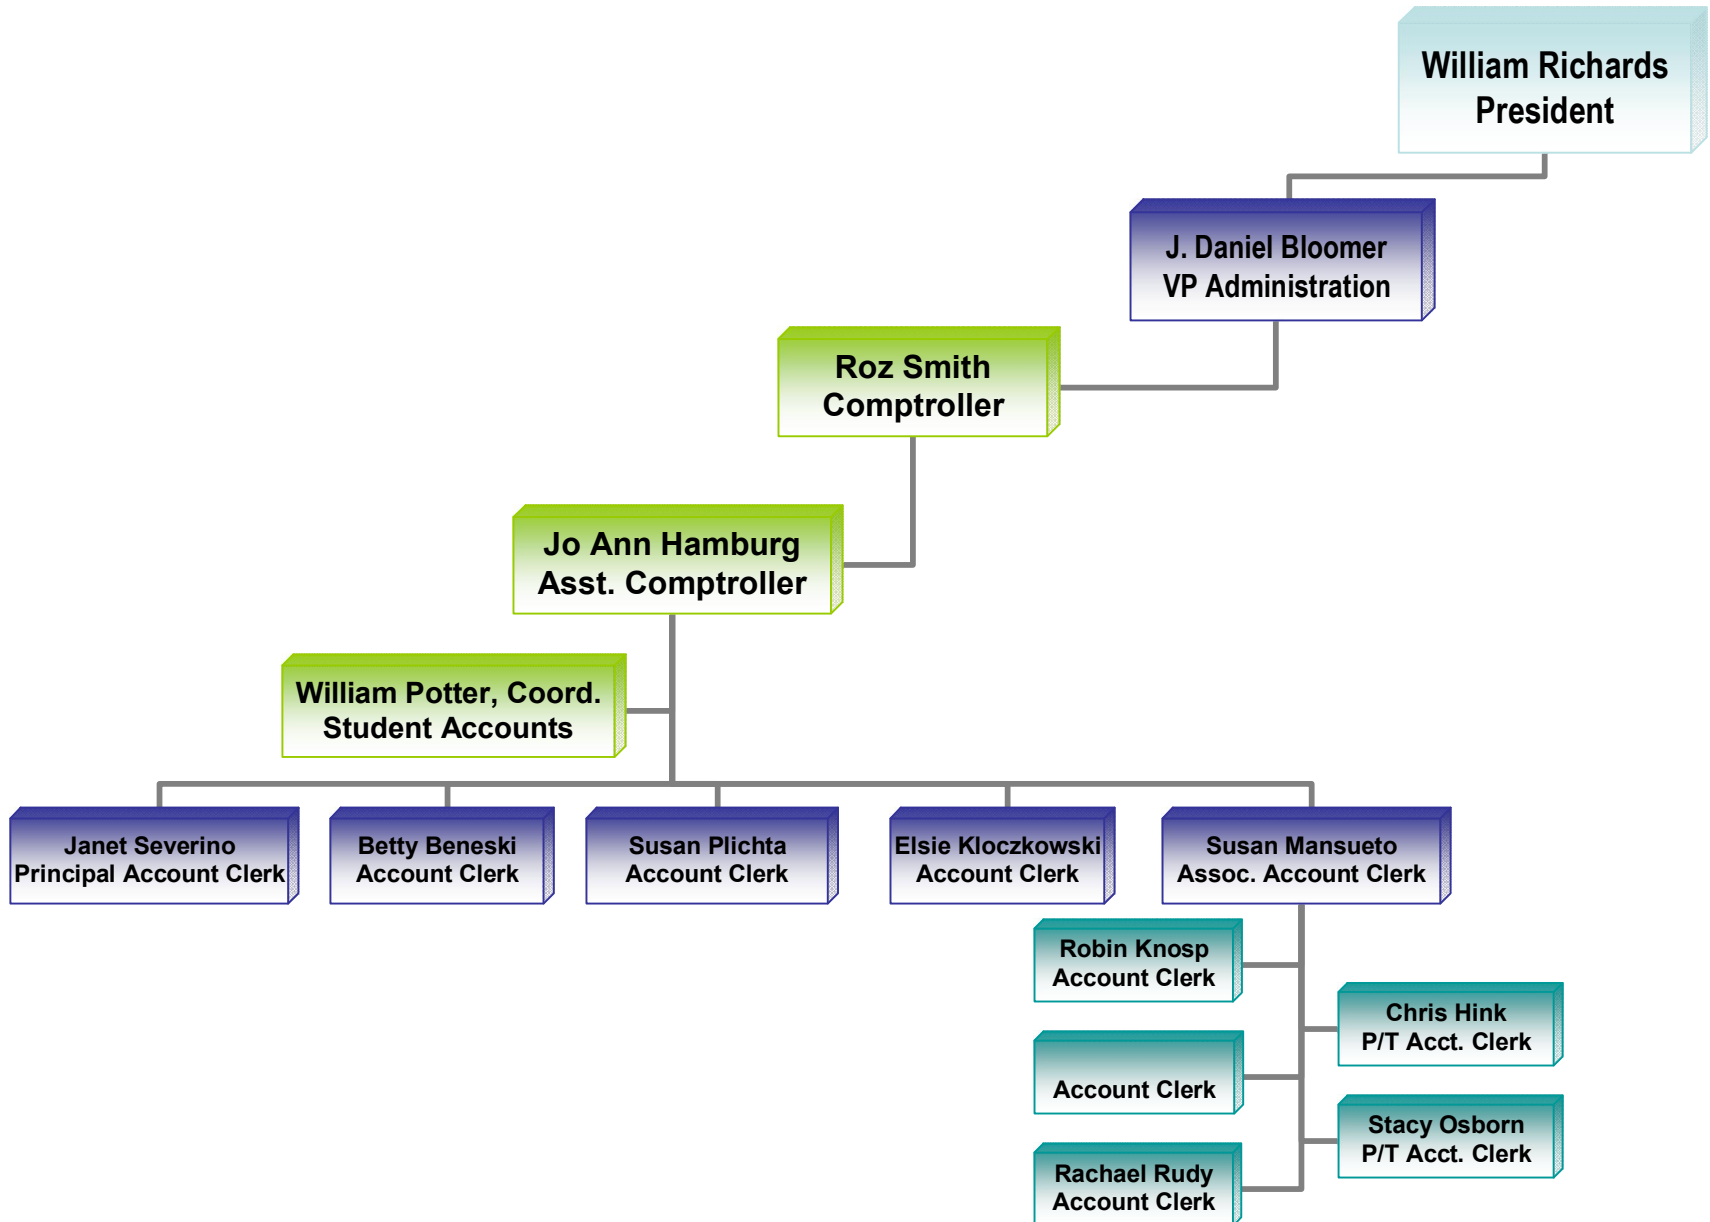 William Richards
President
J. Daniel Bloomer
VP Administration
Roz Smith
Comptroller
Jo Ann Hamburg
Asst. Comptroller
William Potter, Coord.
Student Accounts
Janet Severino
Principal Account Clerk
Betty Beneski
Account Clerk
Susan Plichta
Account Clerk
Elsie Kloczkowski
Account Clerk
Susan Mansueto
Assoc. Account Clerk
Robin Knosp
Account Clerk
Chris Hink
P/T Acct. Clerk
Account Clerk
Stacy Osborn
P/T Acct. Clerk
Rachael Rudy
Account Clerk